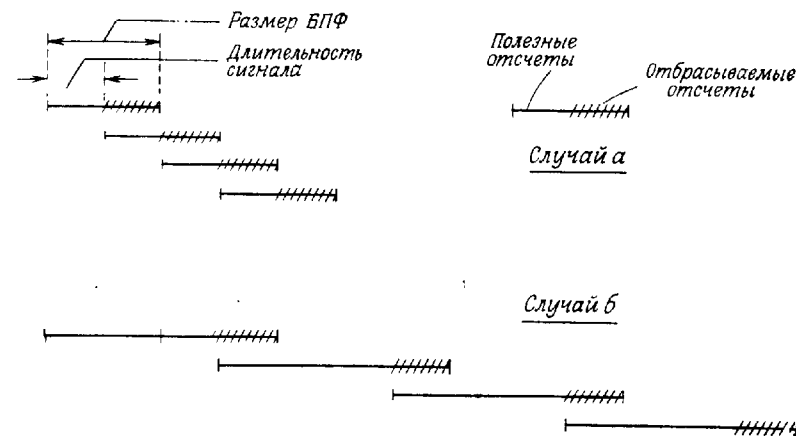 Размер БПФ
Длительность
сигнала
Полезные
отсчеты
Отбрасываемые
отсчеты
Случай а
Случай б